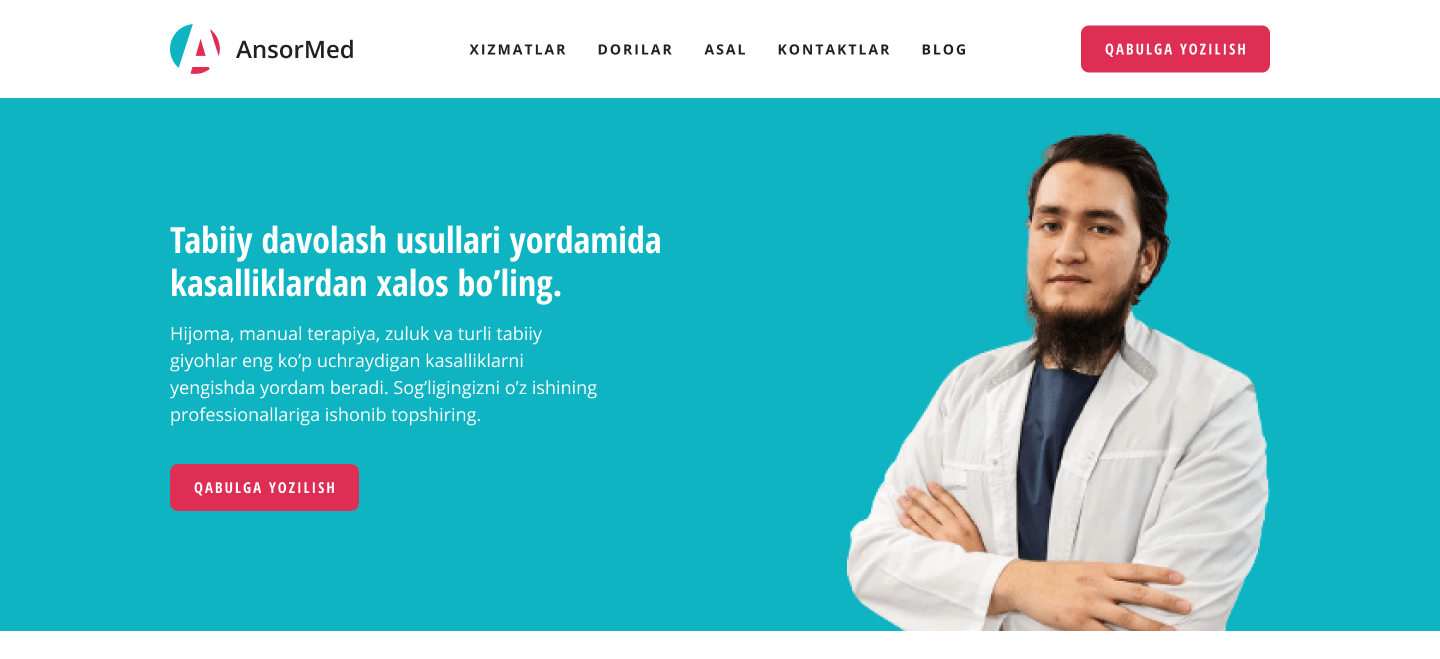 AnsorMed
XIZMATLAR DORILAR ASAL KONTAKTLAR BLOG
QABULGA YOZILISH
Tabiiy davolash usullari yordamida
kasalliklardan xalos bo’ling.
Hijoma, manual terapiya, zuluk va turli tabiiy
giyohlar eng ko’p uchraydigan kasalliklarni
yengishda yordam beradi. Sog’ligingizni o’z ishining
professionallariga ishonib topshiring.
QABULGA YOZILISH